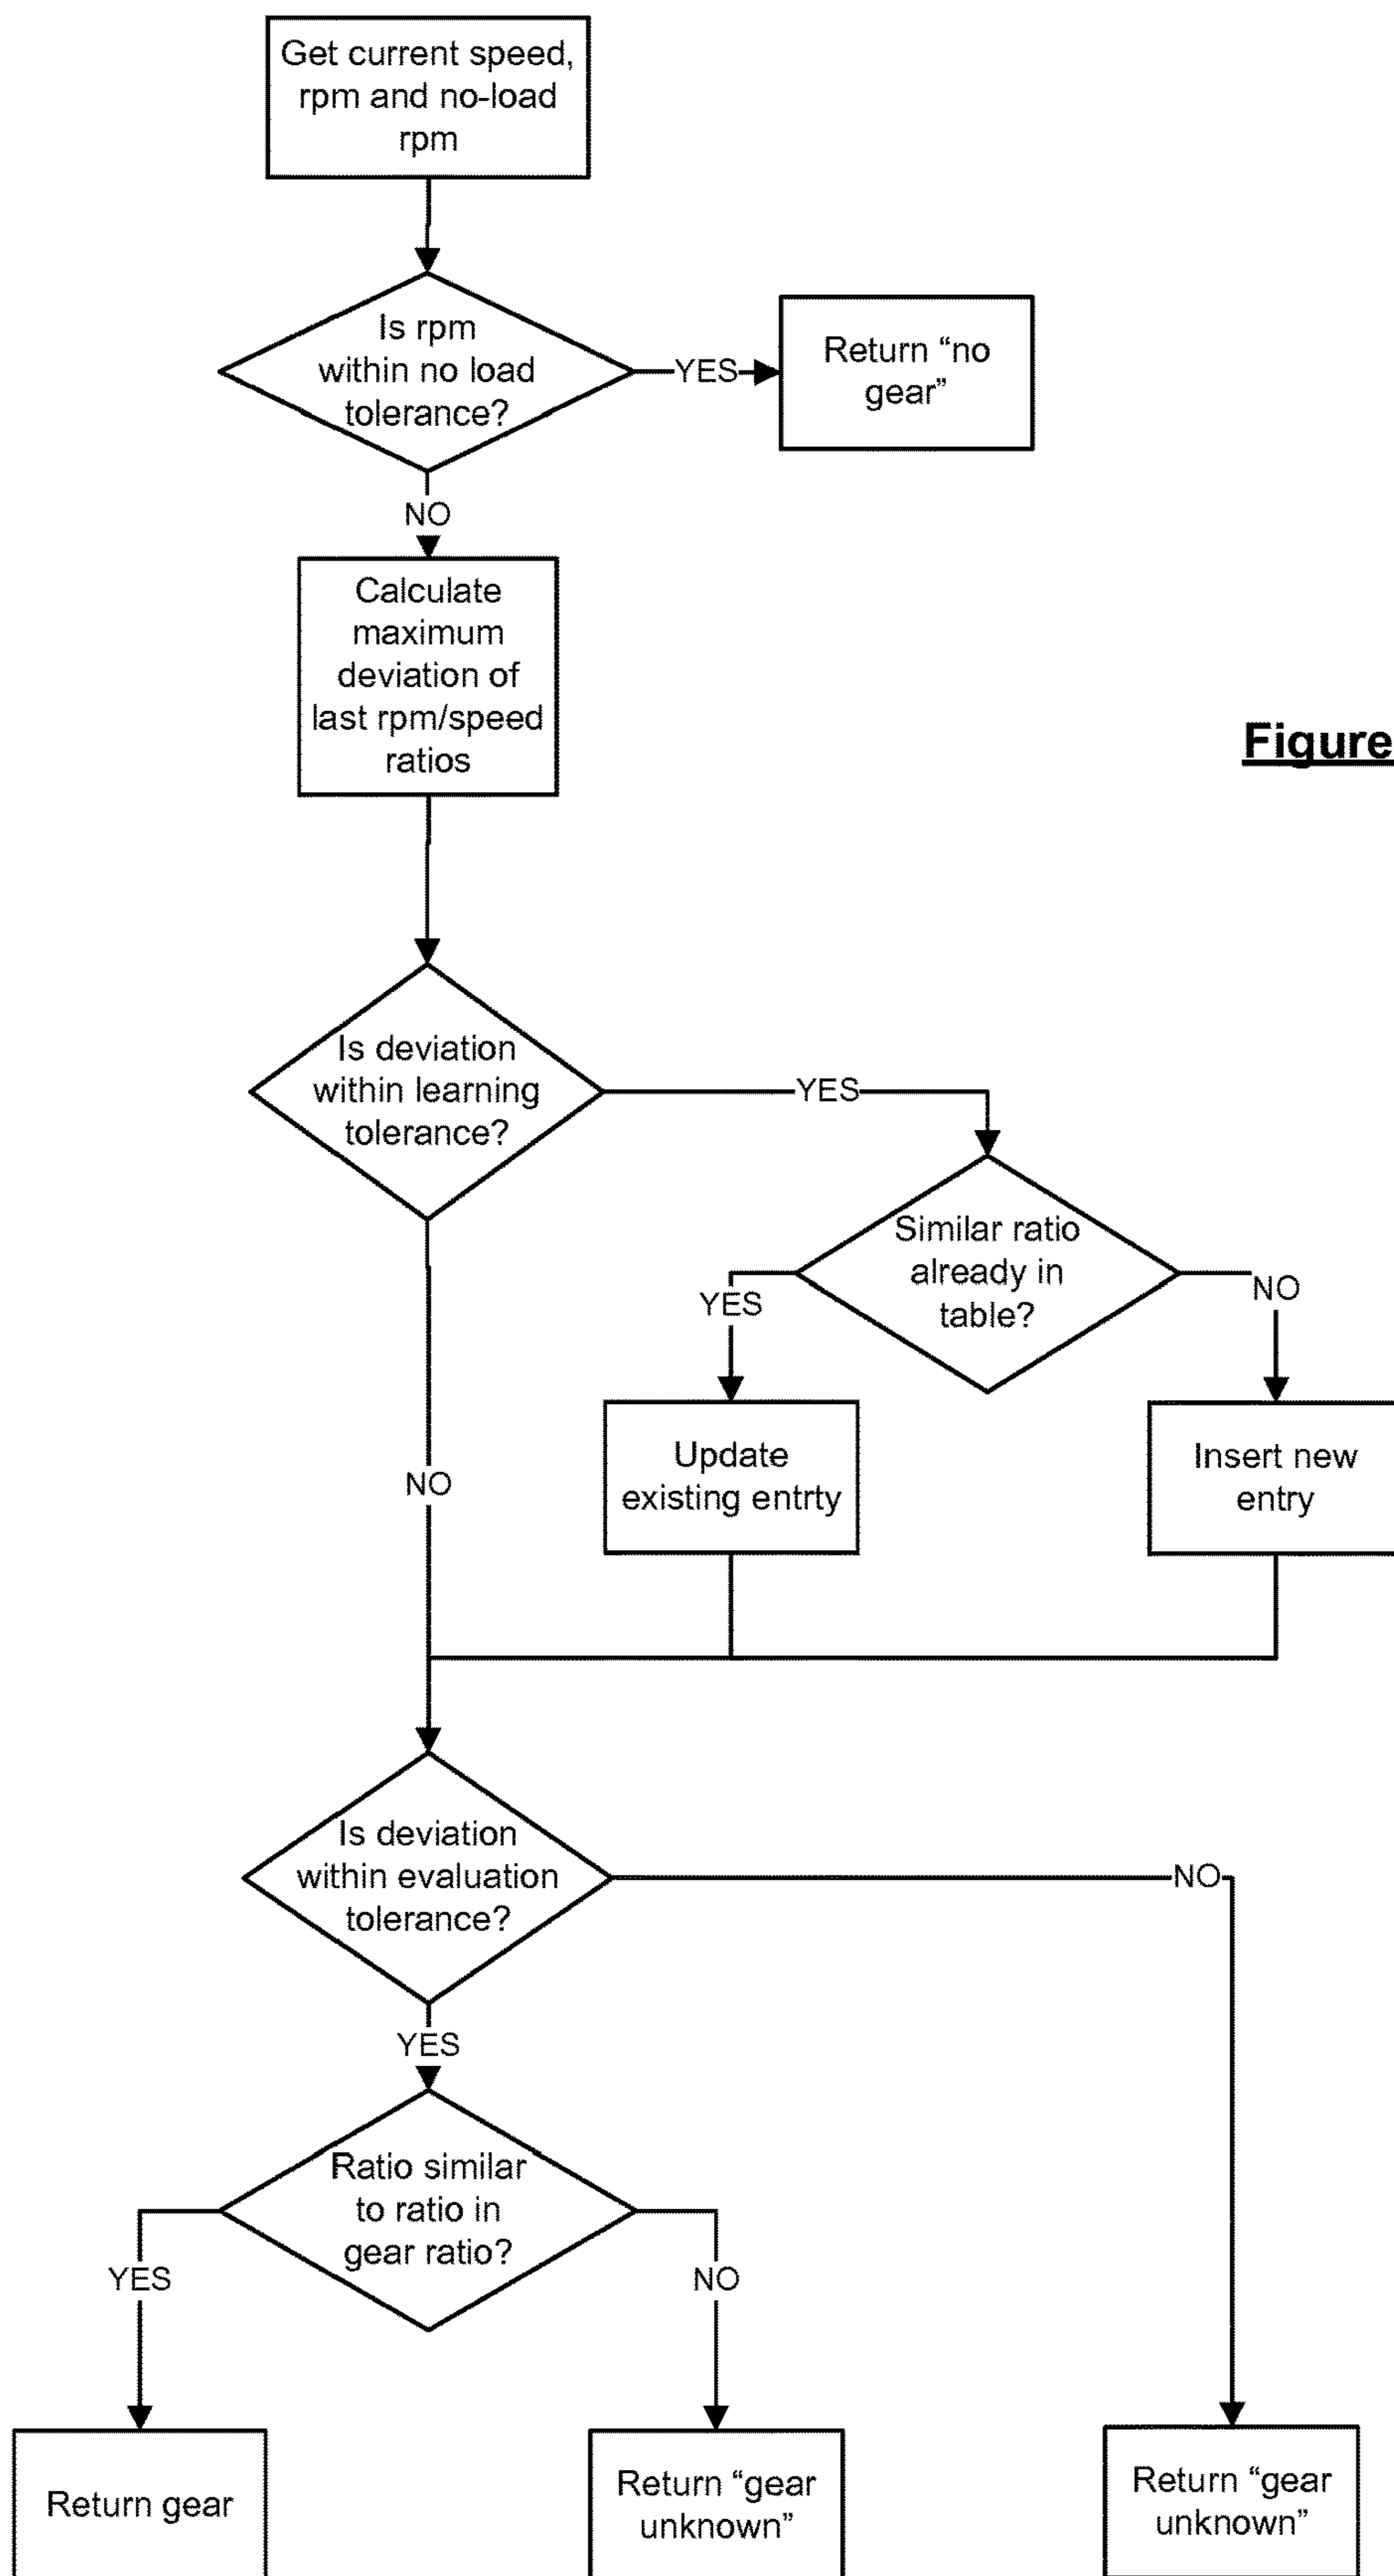 Get current speed,
rpm and no-load
rpm
Is rpm
within no load
tolerance?
YES
Return “no
gear”
NO
Calculate
maximum
deviation of
last rpm/speed
ratios
Figure
Is deviation
within learning
tolerance?
YES
Similar ratio
already in
table?
YES
NO
Update
existing entrty
Insert new
entry
NO
Is deviation
within evaluation
tolerance?
NO
YES
Ratio similar
to ratio in
gear ratio?
YES
NO
Return gear
Return “gear
unknown”
Return “gear
unknown”